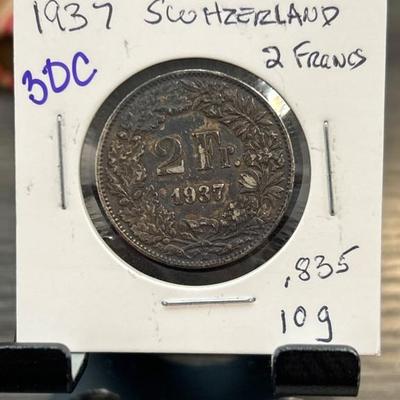 1937 SWITZERLAND
2 FRANCS
3DC
2 Fr.
1937
.835
10g